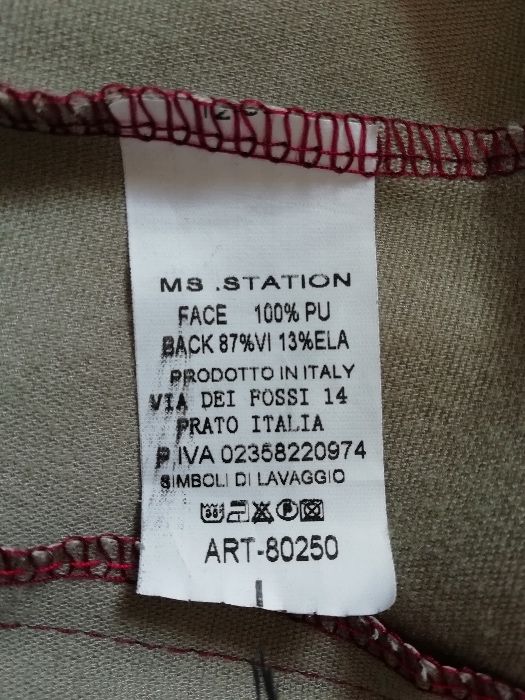 MS .STATION
FACE 100% PU
BACK 87%VI 13%ELA
PRODOTTO IN ITALY
VIA DEI FOSSI 14
PRATO ITALIA
P.IVA 02358220974
SIMBOLI DI LAVAGGIO
ART-80250